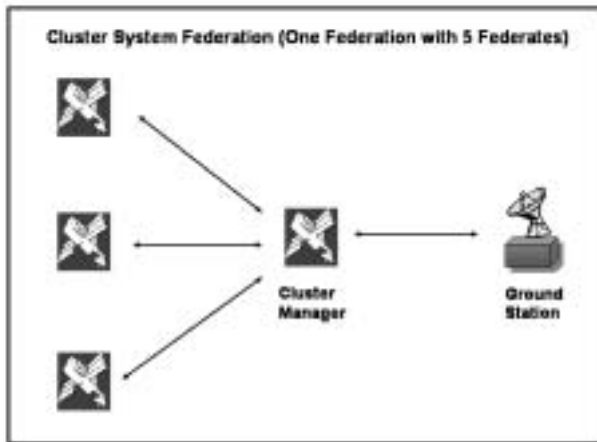 Cluster System Federation (One Federation with 5 Federates)
Cluster
Manager
Ground
Station